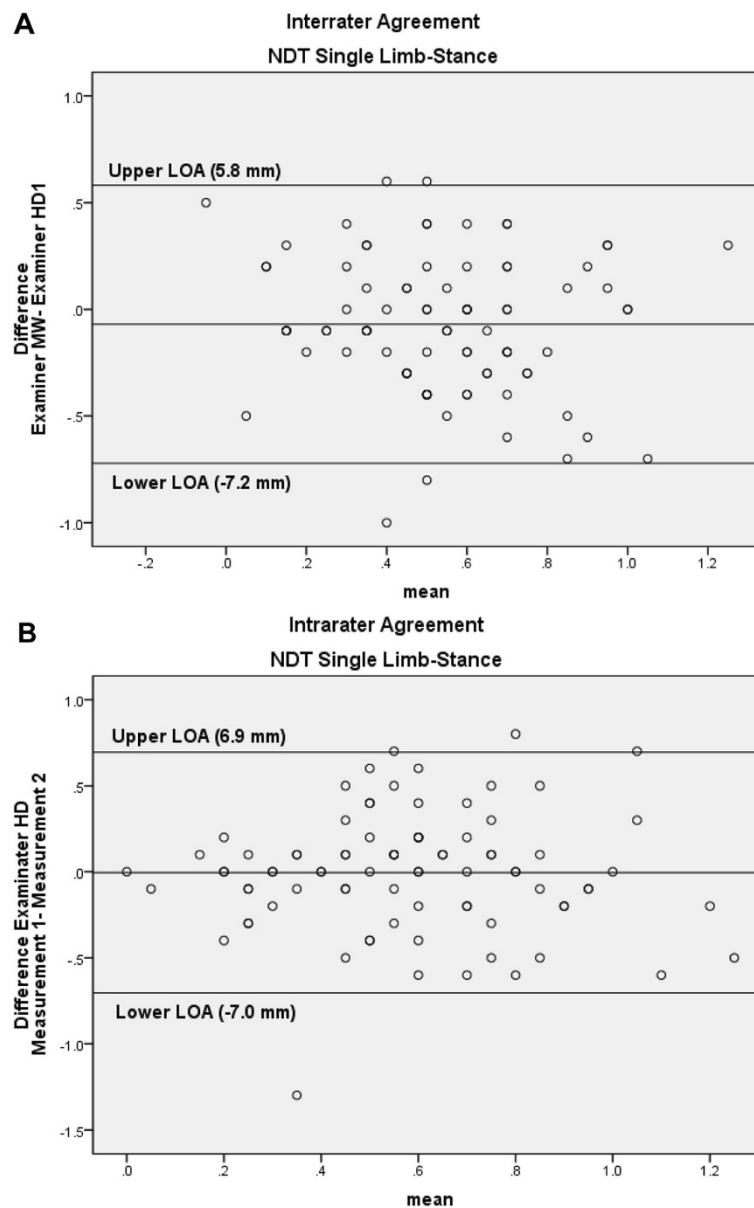 A
Interrater Agreement
NDT Single Limb-Stance
Difference
Examiner MW- Examiner HD1
1.0
.5
.0
-.5
-1.0
Upper LOA (5.8 mm)
Lower LOA (-7.2 mm)
-.2 .0 .2 .4 .6 .8 1.0 1.2
mean
B
Intrarater Agreement
NDT Single Limb-Stance
Difference Examinater HD
Measurement 1- Measurement 2
1.0
.5
.0
-.5
-1.0
-1.5
Upper LOA (6.9 mm)
Lower LOA (-7.0 mm)
.0 .2 .4 .6 .8 1.0 1.2
mean